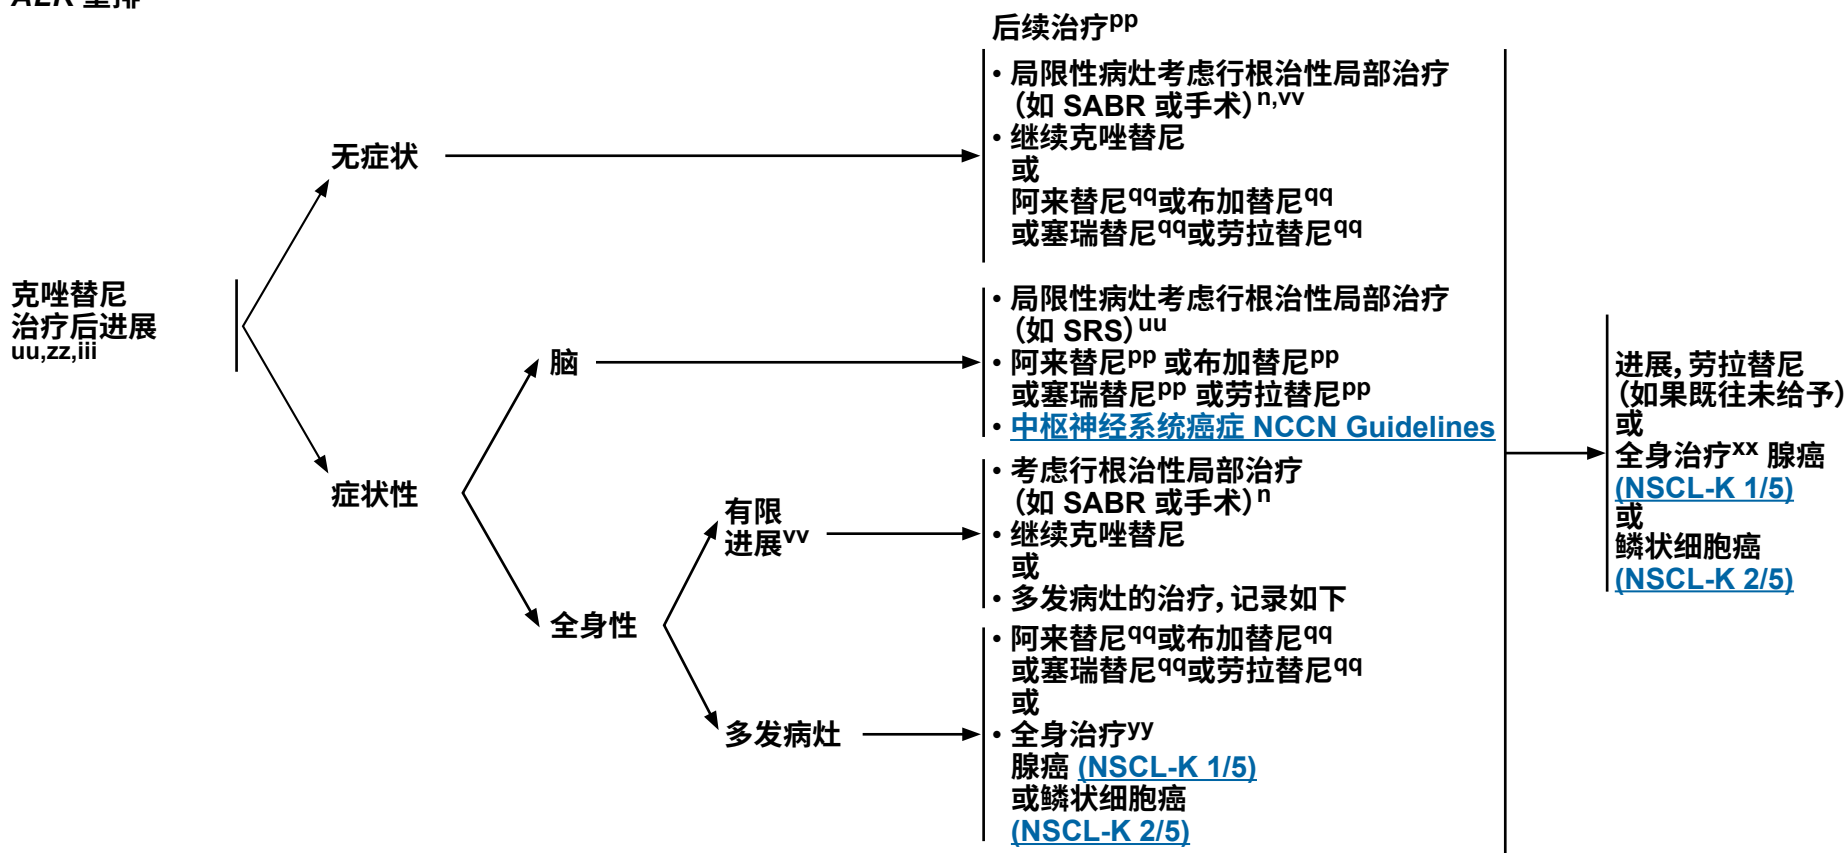 ALK 重排
后续治疗pp
• 局限性病灶考虑行根治性局部治疗
(如 SABR 或手术)n,vv
• 继续克唑替尼
或
阿来替尼qq或布加替尼qq
或塞瑞替尼qq或劳拉替尼qq
无症状
克唑替尼
治疗后进展
uu,zz,iii
• 局限性病灶考虑行根治性局部治疗
(如 SRS)uu
• 阿来替尼pp 或布加替尼pp
或塞瑞替尼pp 或劳拉替尼pp
• 中枢神经系统癌症 NCCN Guidelines
脑
症状性
• 考虑行根治性局部治疗
(如 SABR 或手术)n
• 继续克唑替尼
或
• 多发病灶的治疗,记录如下
有限
进展vv
全身性
• 阿来替尼qq或布加替尼qq
或塞瑞替尼qq或劳拉替尼qq
或
• 全身治疗yy
腺癌 (NSCL-K 1/5)
或鳞状细胞癌
(NSCL-K 2/5)
多发病灶
进展,劳拉替尼
(如果既往未给予)
或
全身治疗xx 腺癌
(NSCL-K 1/5)
或
鳞状细胞癌
(NSCL-K 2/5)